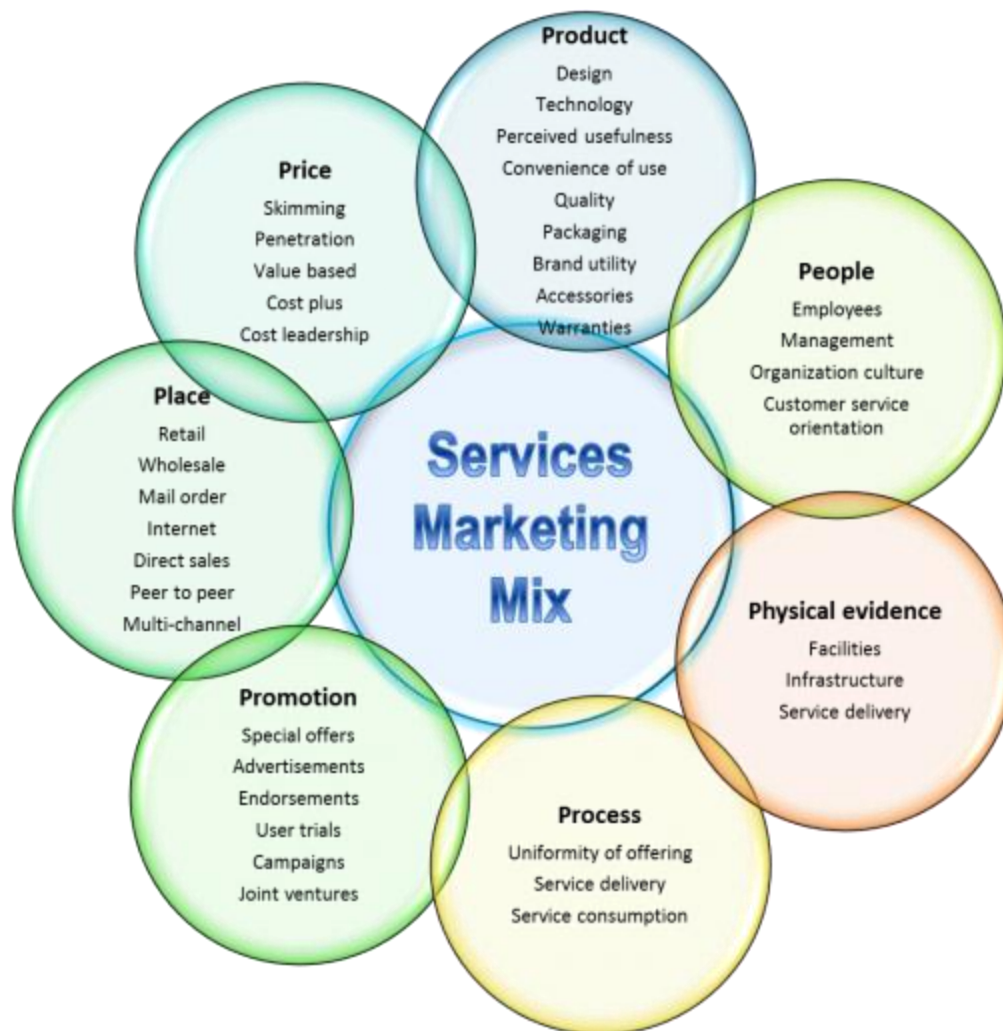 Product
Design
Technology
Perceived usefulness
Convenience of use
Quality
Packaging
Brand utility
Accessories
Warranties
People
Employees
Management
Organization culture
Customer service
orientation
Physical evidence
Facilities
Infrastructure
Service delivery
Process
Uniformity of offering
Service delivery
Service consumption
Promotion
Special offers
Advertisements
Endorsements
User trials
Campaigns
Joint ventures
Place
Retail
Wholesale
Mail order
Internet
Direct sales
Peer to peer
Multi-channel
Price
Skimming
Penetration
Value based
Cost plus
Cost leadership
Services
Marketing
Mix